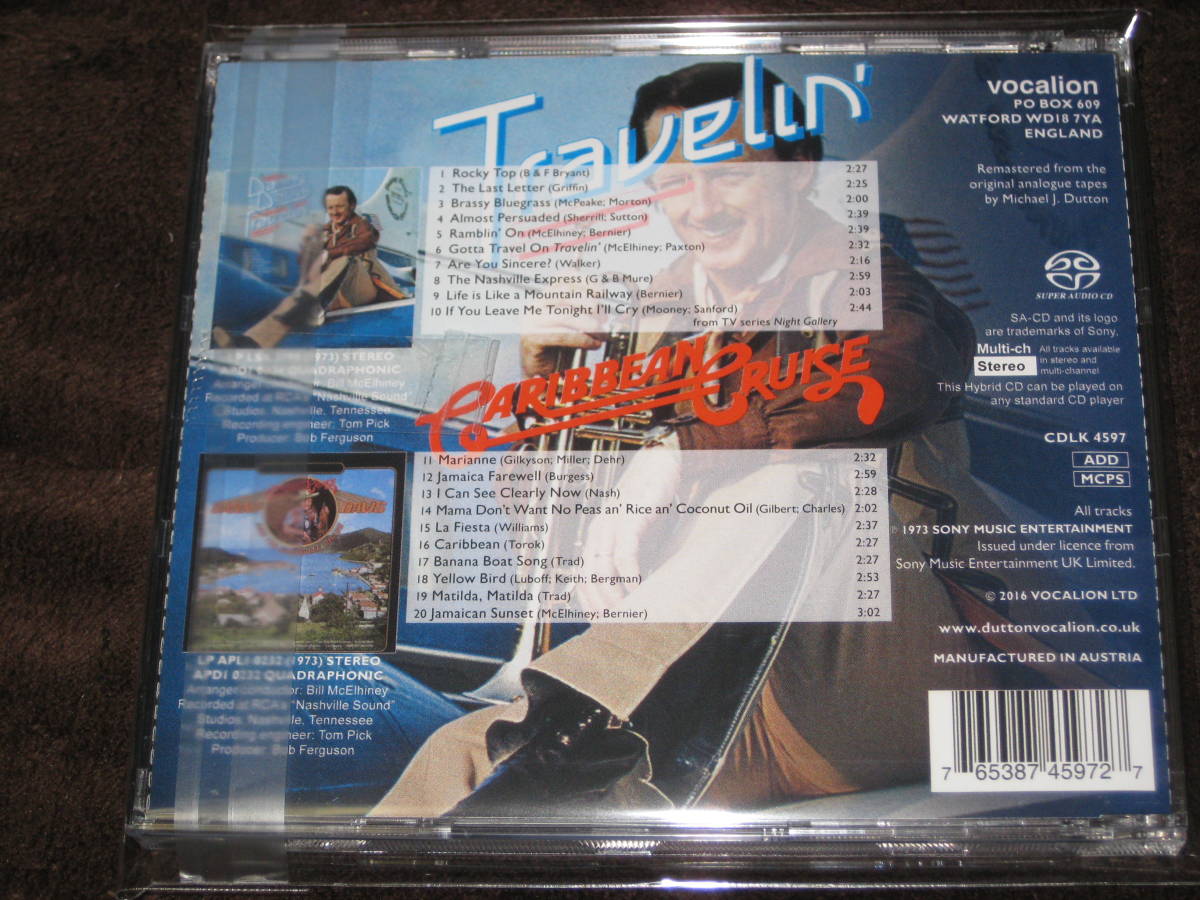 Travelin'
1 Rocky Top (B & F Bryant) 2:27
2 The Last Letter (Griffin) 2:25
3 Brassy Bluegrass (McPeake; Morton) 2:00
4 Almost Persuaded (Sherrill; Sutton) 2:39
5 Ramblin' On (McElhiney; Bernier) 2:39
6 Gotta Travel On Travelin' (McElhiney; Paxton) 2:32
7 Are You Sincere? (Walker) 2:16
8 The Nashville Express (G & B Mure) 2:59
9 Life is Like a Mountain Railway (Bernier) 2:03
10 If You Leave Me Tonight I'll Cry (Mooney; Sanford) 2:44
from TV series Night Gallery
1973) STEREO
QUADRAPHONIC
Bill McElhiney
Recorded at RCA's "Nashville Sound"
Studios, Nashville, Tennessee
Recording engineer: Tom Pick
Producer: Bob Ferguson
Caribbean Cruise
11 Marianne (Gilkyson; Miller; Dehr) 2:32
12 Jamaica Farewell (Burgess) 2:59
13 I Can See Clearly Now (Nash) 2:28
14 Mama Don't Want No Peas an' Rice an' Coconut Oil (Gilbert; Charles) 2:02
15 La Fiesta (Williams) 2:37
16 Caribbean (Torok) 2:27
17 Banana Boat Song (Trad) 2:27
18 Yellow Bird (Luboff; Keith; Bergman) 2:53
19 Matilda, Matilda (Trad) 2:27
20 Jamaican Sunset (McElhiney; Bernier) 3:02
DAVIS
LP APL1 0232 (1973) STEREO
APD1 0232 QUADRAPHONIC
Arranger/conductor: Bill McElhiney
Recorded at RCA's "Nashville Sound"
Studios, Nashville, Tennessee
Recording engineer: Tom Pick
Producer: Bob Ferguson
vocalion
PO BOX 609
WATFORD WD18 7YA
ENGLAND
Remastered from the
original analogue tapes
by Michael J. Dutton
SUPER AUDIO CD
SA-CD and its logo
are trademarks of Sony.
Multi-ch
Stereo
All tracks available
in stereo and
multi-channel
This Hybrid CD can be played on
any standard CD player
CDLK 4597
ADD
MCPS
All tracks
℗ 1973 SONY MUSIC ENTERTAINMENT
Issued under licence from
Sony Music Entertainment UK Limited.
© 2016 VOCALION LTD
www.duttonvocalion.co.uk
MANUFACTURED IN AUSTRIA
7 65387 45972 7